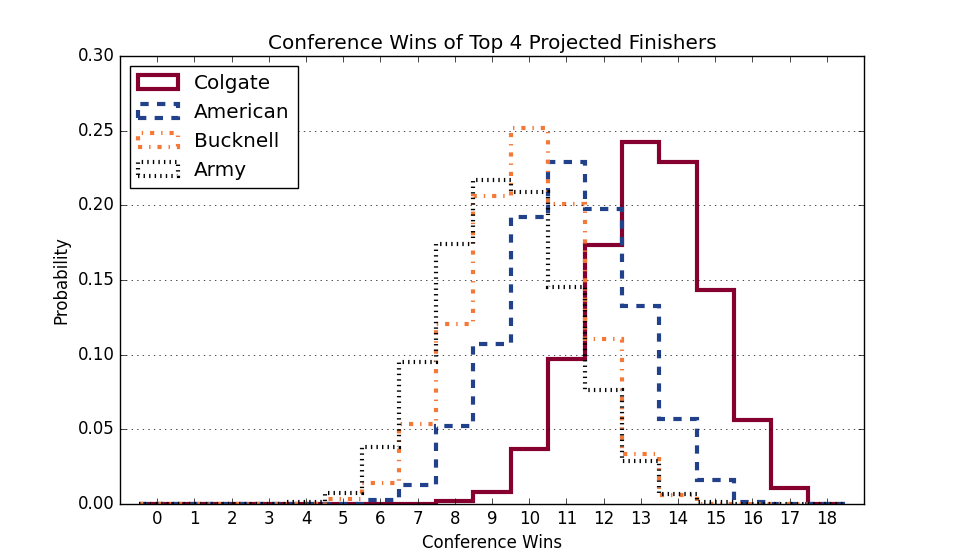 Conference Wins of Top 4 Projected Finishers
0.30
0.25
0.20
0.15
0.10
0.05
0.00
Probability
Colgate
American
Bucknell
Army
0 1 2 3 4 5 6 7 8 9 10 11 12 13 14 15 16 17 18
Conference Wins